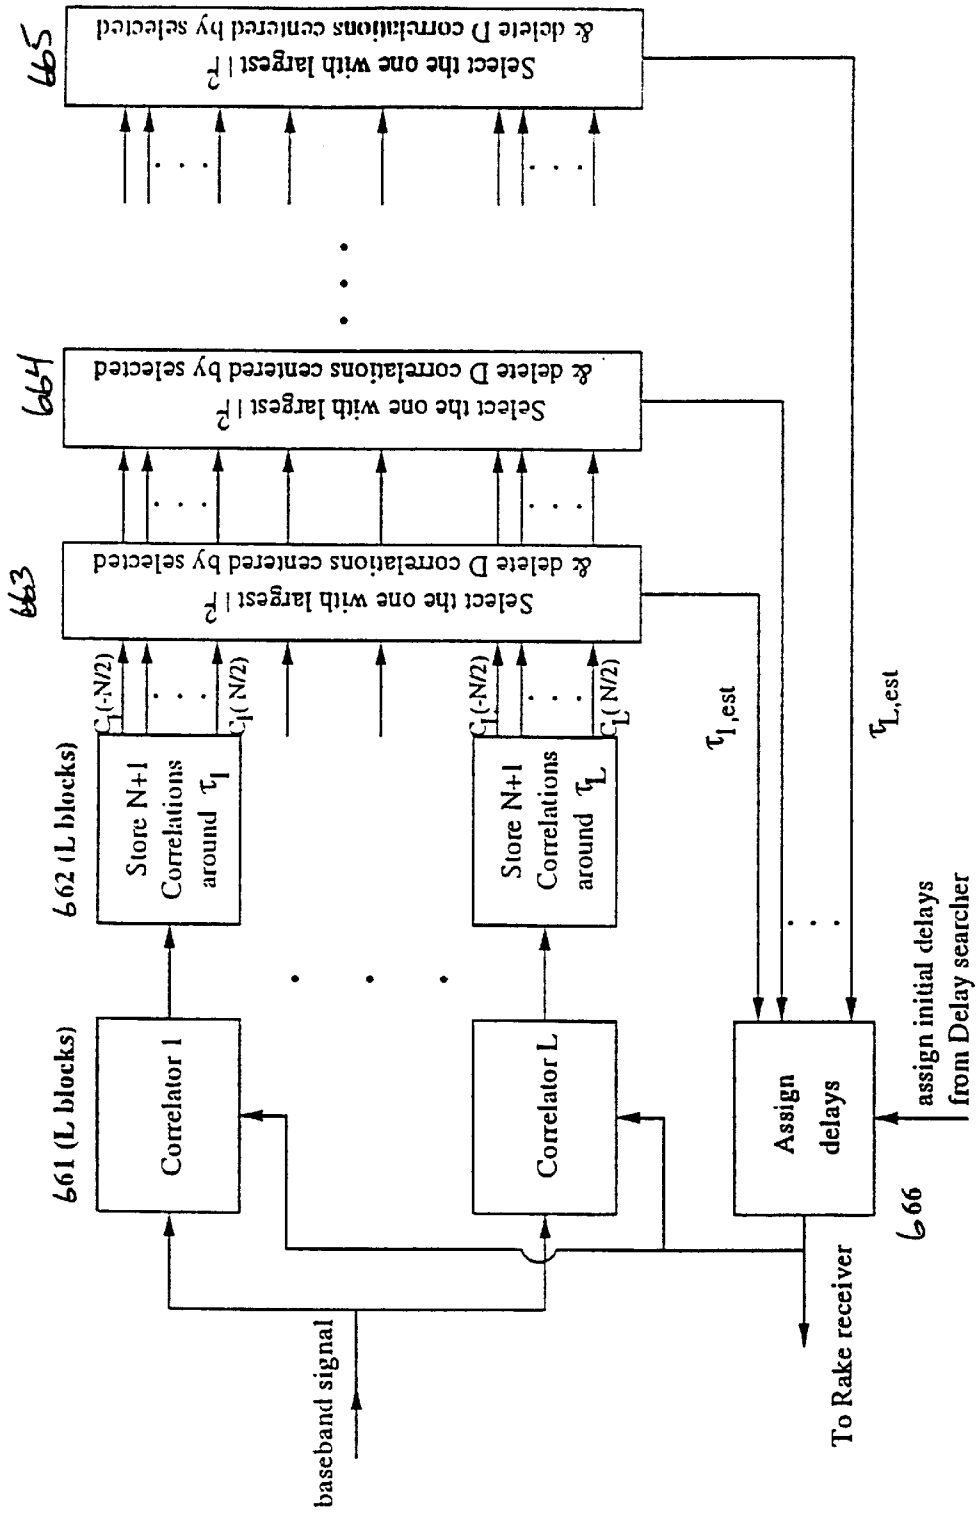 baseband signal
661 (L blocks)
Correlator 1
Correlator L
662 (L blocks)
Store N+1
Correlations
around τ₁
C₁(-N/2)
C₁(N/2)
Store N+1
Correlations
around τL
CL(-N/2)
CL(N/2)
663
Select the one with largest | |²
& delete D correlations centered by selected
664
Select the one with largest | |²
& delete D correlations centered by selected
665
Select the one with largest | |²
& delete D correlations centered by selected
τ₁,est
τL,est
Assign
delays
666
assign initial delays
from Delay searcher
To Rake receiver